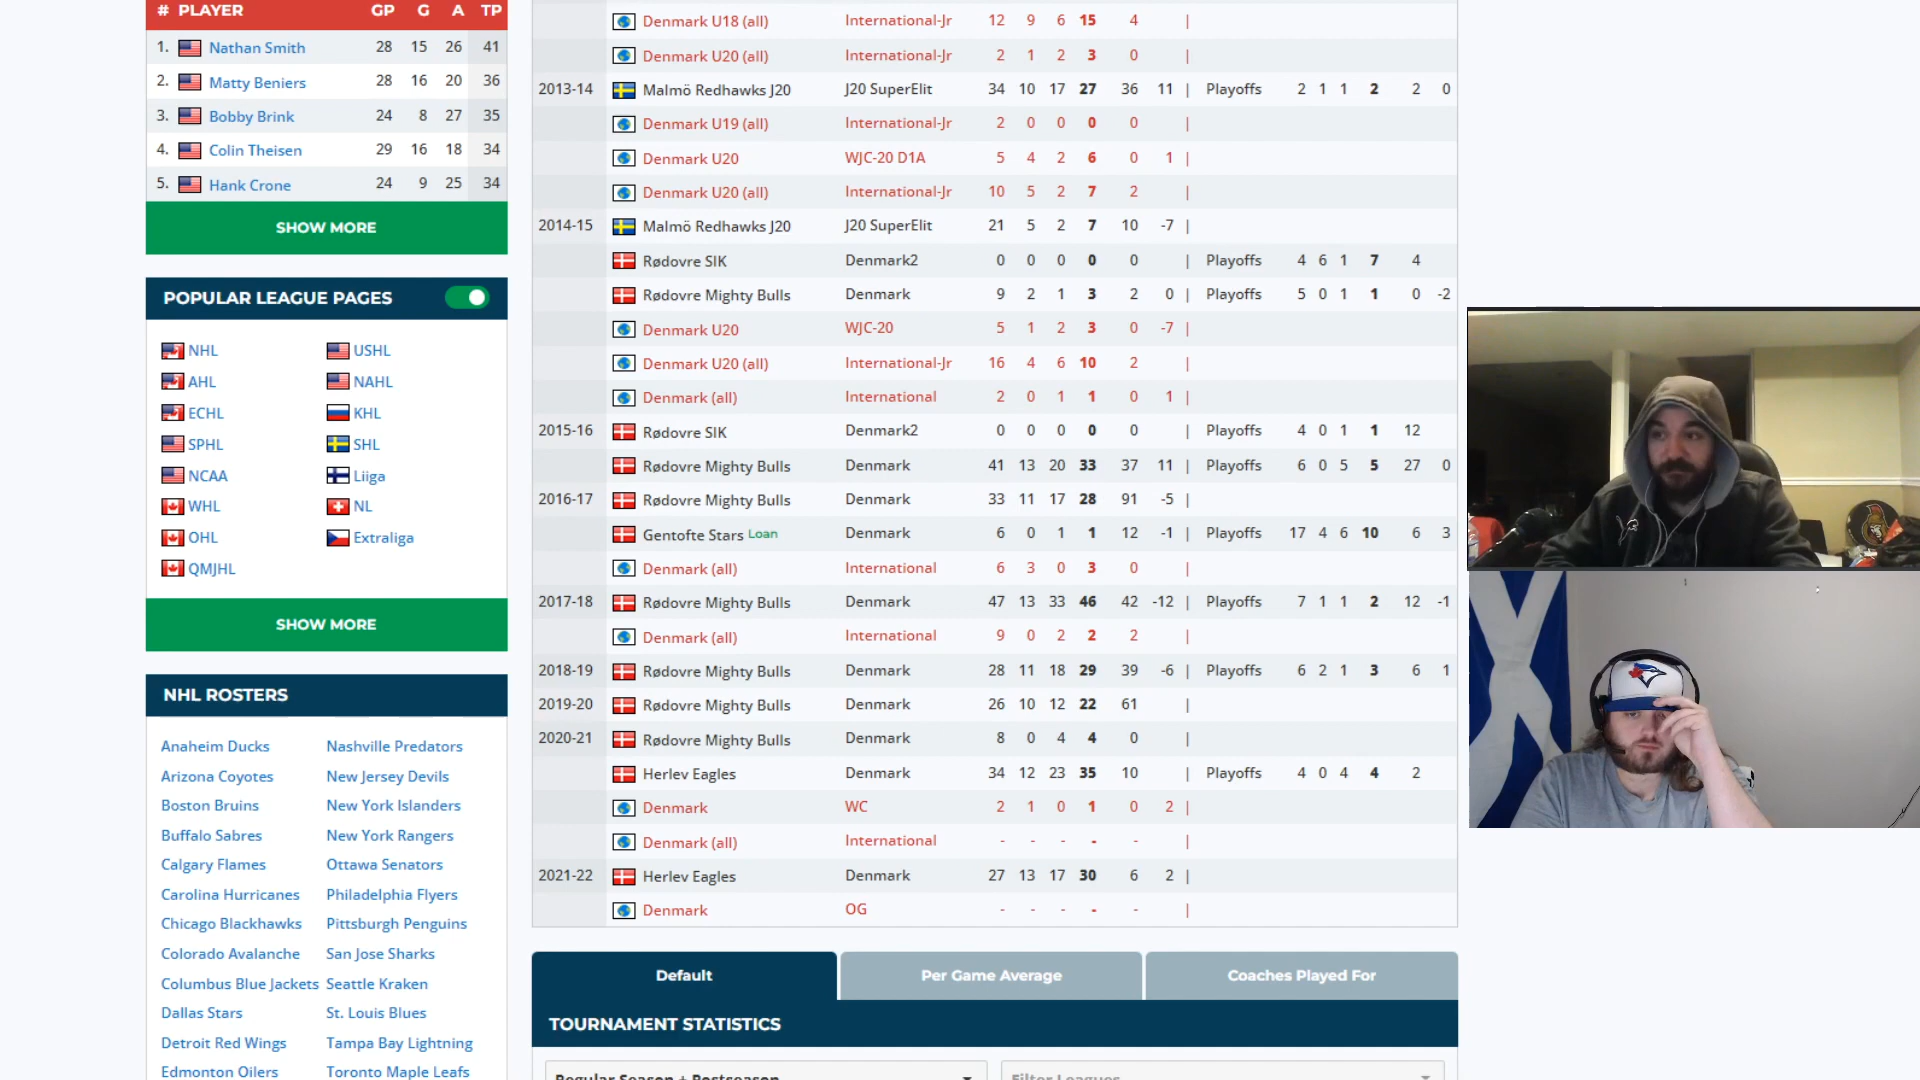 # PLAYER GP G A TP
1. Nathan Smith 28 15 26 41
2. Matty Beniers 28 16 20 36
3. Bobby Brink 24 8 27 35
4. Colin Theisen 29 16 18 34
5. Hank Crone 24 9 25 34
SHOW MORE
POPULAR LEAGUE PAGES
NHL USHL
AHL NAHL
ECHL KHL
SPHL SHL
NCAA Liiga
WHL NL
OHL Extraliga
QMJHL
SHOW MORE
NHL ROSTERS
Anaheim Ducks Nashville Predators
Arizona Coyotes New Jersey Devils
Boston Bruins New York Islanders
Buffalo Sabres New York Rangers
Calgary Flames Ottawa Senators
Carolina Hurricanes Philadelphia Flyers
Chicago Blackhawks Pittsburgh Penguins
Colorado Avalanche San Jose Sharks
Columbus Blue Jackets Seattle Kraken
Dallas Stars St. Louis Blues
Detroit Red Wings Tampa Bay Lightning
Edmonton Oilers Toronto Maple Leafs
Denmark U18 (all) International-Jr 12 9 6 15 4 |
Denmark U20 (all) International-Jr 2 1 2 3 0 |
2013-14 Malmö Redhawks J20 J20 SuperElit 34 10 17 27 36 11 | Playoffs 2 1 1 2 2 0
Denmark U19 (all) International-Jr 2 0 0 0 0 |
Denmark U20 WJC-20 D1A 5 4 2 6 0 1 |
Denmark U20 (all) International-Jr 10 5 2 7 2 |
2014-15 Malmö Redhawks J20 J20 SuperElit 21 5 2 7 10 -7 |
Rødovre SIK Denmark2 0 0 0 0 0 | Playoffs 4 6 1 7 4
Rødovre Mighty Bulls Denmark 9 2 1 3 2 0 | Playoffs 5 0 1 1 0 -2
Denmark U20 WJC-20 5 1 2 3 0 -7 |
Denmark U20 (all) International-Jr 16 4 6 10 2 |
Denmark (all) International 2 0 1 1 0 1 |
2015-16 Rødovre SIK Denmark2 0 0 0 0 0 | Playoffs 4 0 1 1 12
Rødovre Mighty Bulls Denmark 41 13 20 33 37 11 | Playoffs 6 0 5 5 27 0
2016-17 Rødovre Mighty Bulls Denmark 33 11 17 28 91 -5 |
Gentofte Stars Loan Denmark 6 0 1 1 12 -1 | Playoffs 17 4 6 10 6 3
Denmark (all) International 6 3 0 3 0 |
2017-18 Rødovre Mighty Bulls Denmark 47 13 33 46 42 -12 | Playoffs 7 1 1 2 12 -1
Denmark (all) International 9 0 2 2 2 |
2018-19 Rødovre Mighty Bulls Denmark 28 11 18 29 39 -6 | Playoffs 6 2 1 3 6 1
2019-20 Rødovre Mighty Bulls Denmark 26 10 12 22 61 |
2020-21 Rødovre Mighty Bulls Denmark 8 0 4 4 0 |
Herlev Eagles Denmark 34 12 23 35 10 | Playoffs 4 0 4 4 2
Denmark WC 2 1 0 1 0 2 |
Denmark (all) International - - - - - |
2021-22 Herlev Eagles Denmark 27 13 17 30 6 2 |
Denmark OG - - - - - |
Default Per Game Average Coaches Played For
TOURNAMENT STATISTICS
Regular Season + Postseason Filter Leagues